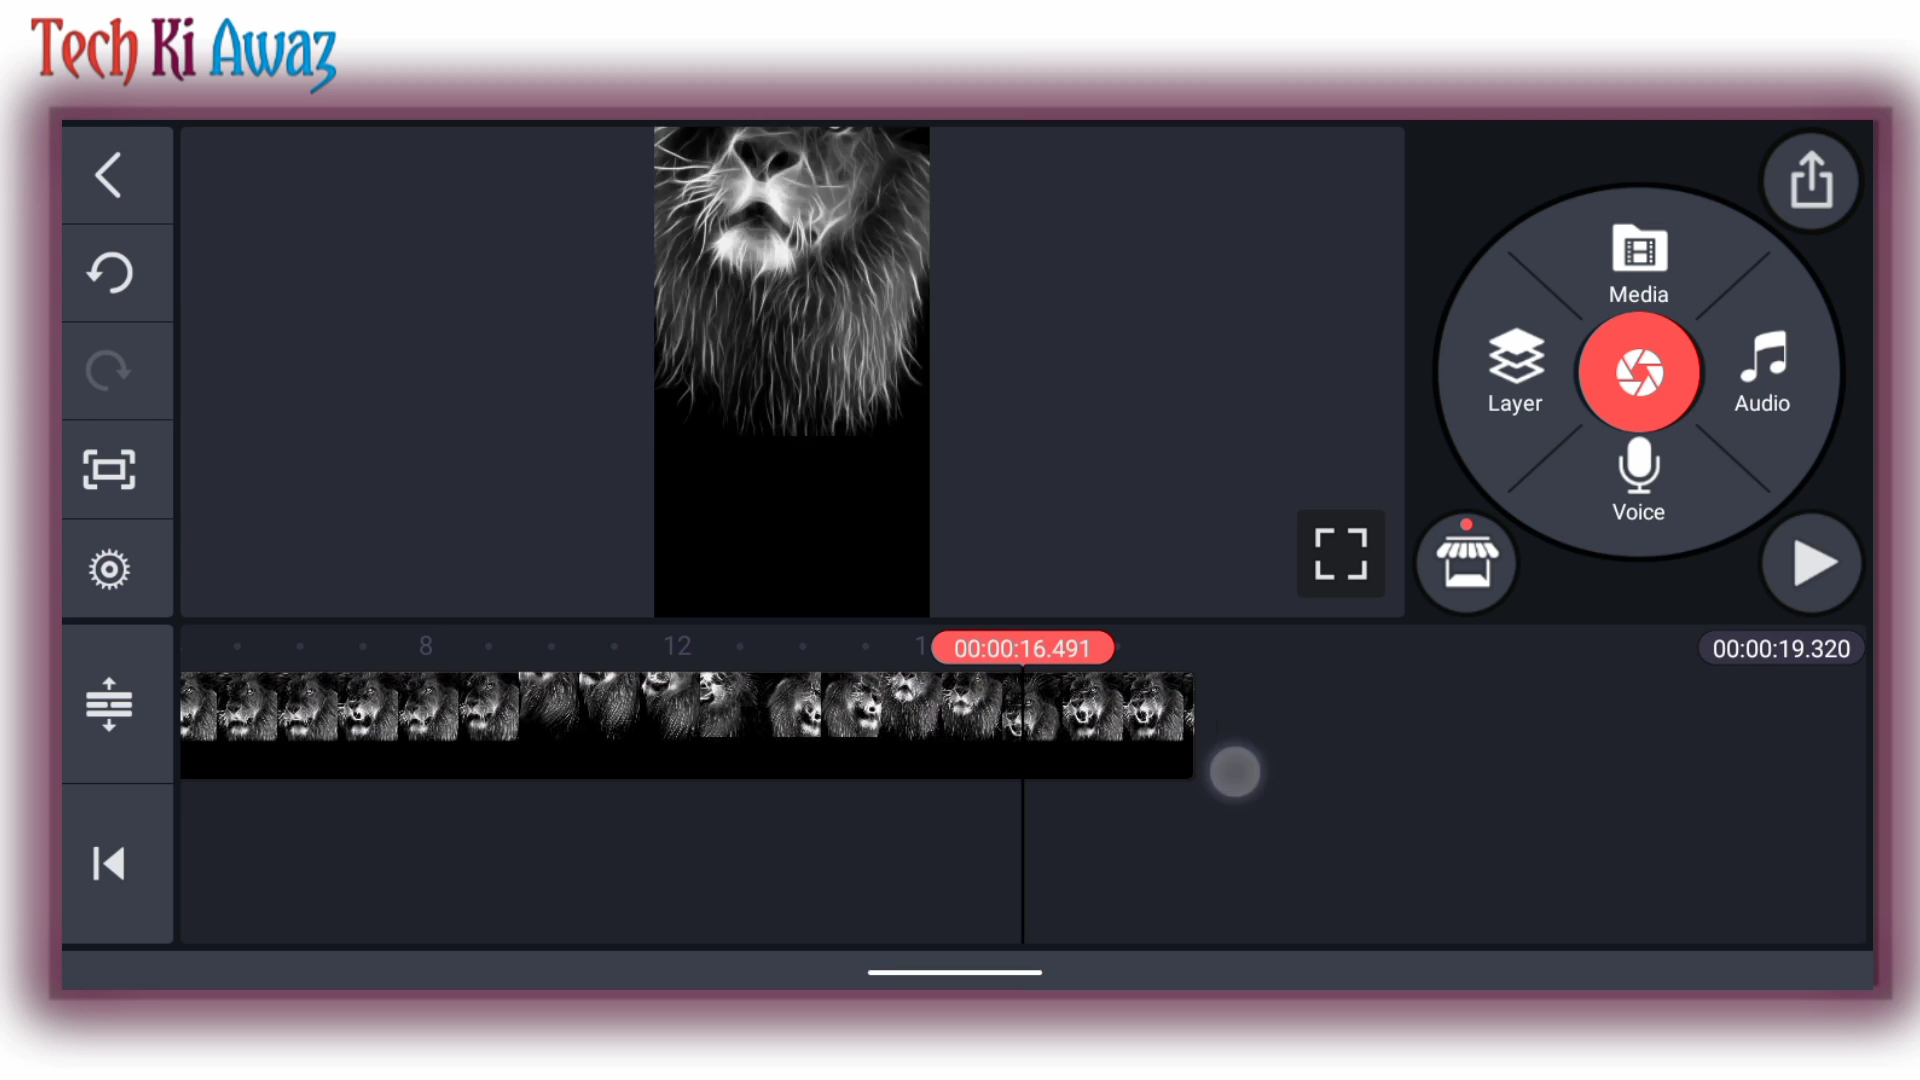 Tech Ki Awaz
Media
Layer
Audio
Voice
8
12
00:00:16.491
00:00:19.320